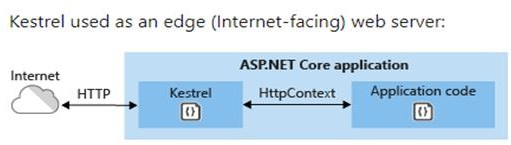 Kestrel used as an edge (Internet-facing) web server:
ASP.NET Core application
Internet
HTTP
Kestrel
HttpContext
Application code